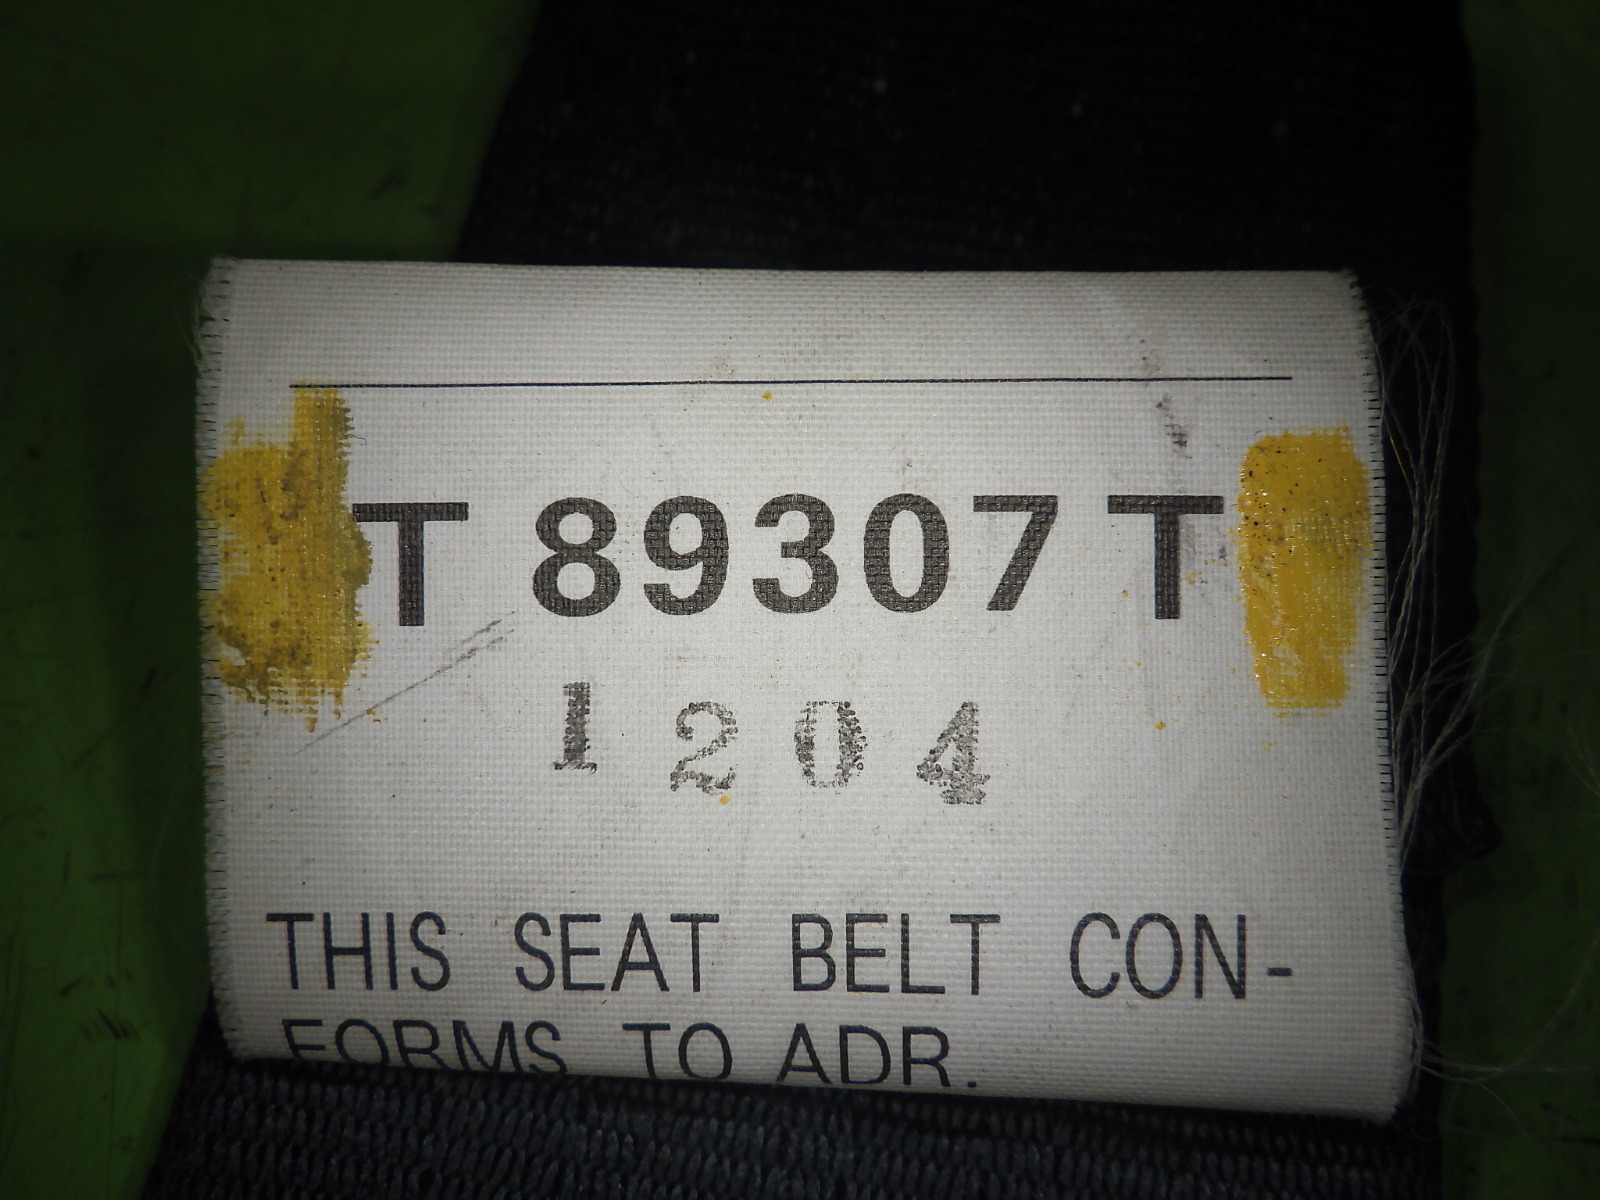 T 89307 T
1204
THIS SEAT BELT CON-
FORMS TO ADR.